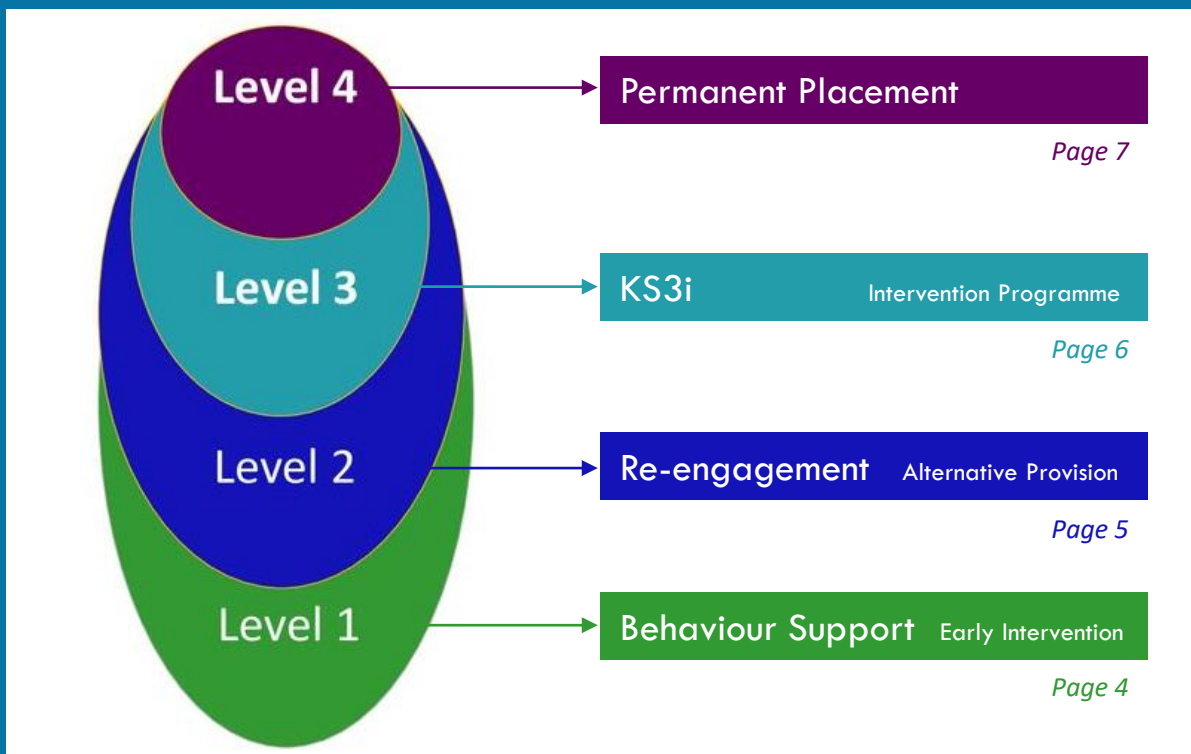 Level 4
Permanent Placement
Page 7
Level 3
KS3i Intervention Programme
Page 6
Level 2
Re-engagement Alternative Provision
Page 5
Level 1
Behaviour Support Early Intervention
Page 4